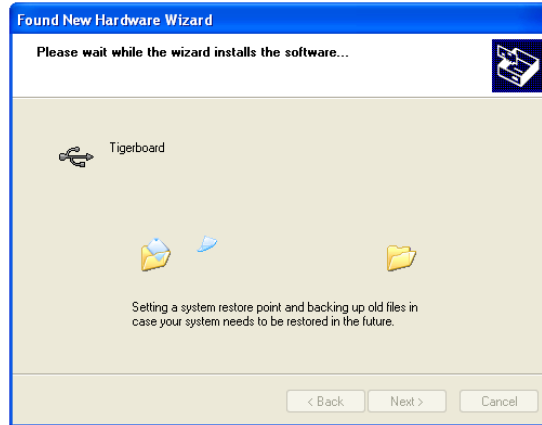 Found New Hardware Wizard
Please wait while the wizard installs the software...
Tigerboard
Setting a system restore point and backing up old files in
case your system needs to be restored in the future.
< Back Next > Cancel